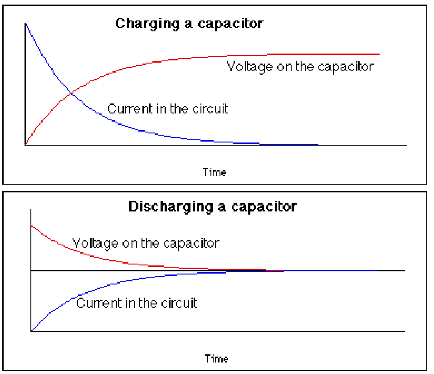 Charging a capacitor
Voltage on the capacitor
Current in the circuit
Time
Discharging a capacitor
Voltage on the capacitor
Current in the circuit
Time